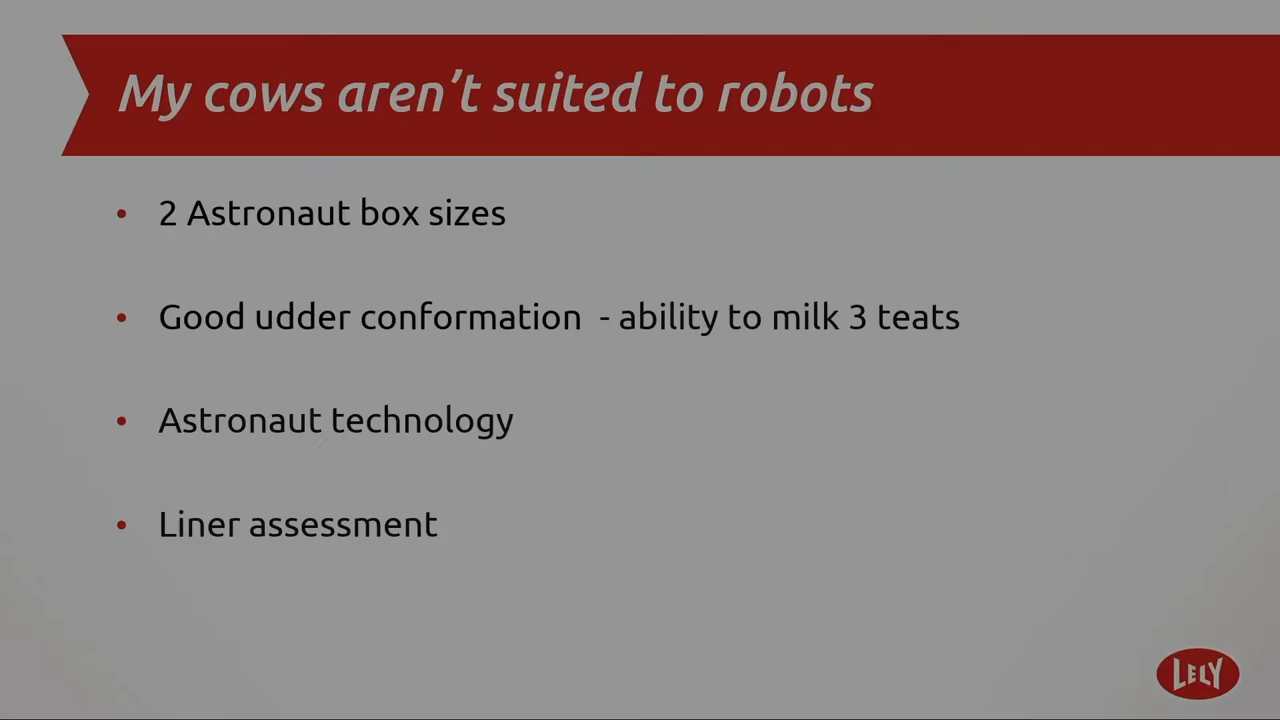 My cows aren't suited to robots
• 2 Astronaut box sizes
• Good udder conformation - ability to milk 3 teats
• Astronaut technology
• Liner assessment
LELY